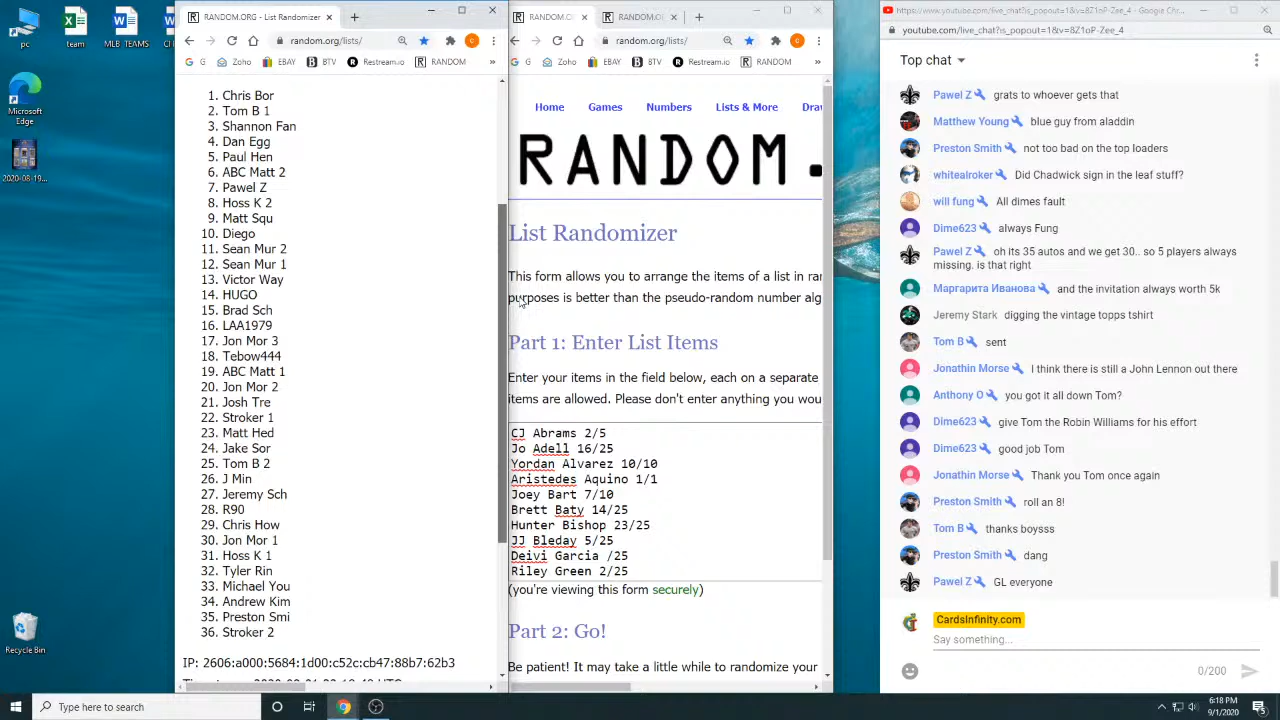 pc
team
MLB_TEAMS
Microsoft
Edge
2020-08-19...
Recycle Bin
RANDOM.ORG - List Randomizer
random.org/lists/
Zoho
EBAY
BTV
Restream.io
RANDOM
1. Chris Bor
2. Tom B 1
3. Shannon Fan
4. Dan Egg
5. Paul Hen
6. ABC Matt 2
7. Pawel Z
8. Hoss K 2
9. Matt Squ
10. Diego
11. Sean Mur 2
12. Sean Mur 1
13. Victor Way
14. HUGO
15. Brad Sch
16. LAA1979
17. Jon Mor 3
18. Tebow444
19. ABC Matt 1
20. Jon Mor 2
21. Josh Tre
22. Stroker 1
23. Matt Hed
24. Jake Sor
25. Tom B 2
26. J Min
27. Jeremy Sch
28. R90
29. Chris How
30. Jon Mor 1
31. Hoss K 1
32. Tyler Rin
33. Michael You
34. Andrew Kim
35. Preston Smi
36. Stroker 2
IP: 2606:a000:5684:1d00:c52c:cb47:88b7:62b3
RANDOM.O
RANDOM.O
random.org/lists/
Zoho
EBAY
BTV
Restream.io
RANDOM
Home
Games
Numbers
Lists & More
Dra
RANDOM.
List Randomizer
This form allows you to arrange the items of a list in ra
purposes is better than the pseudo-random number alg
Part 1: Enter List Items
Enter your items in the field below, each on a separate
items are allowed. Please don't enter anything you wou
CJ Abrams 2/5
Jo Adell 16/25
Yordan Alvarez 10/10
Aristedes Aquino 1/1
Joey Bart 7/10
Brett Baty 14/25
Hunter Bishop 23/25
JJ Bleday 5/25
Deivi Garcia /25
Riley Green 2/25
(you're viewing this form securely)
Part 2: Go!
Be patient! It may take a little while to randomize your
youtube.com/live_chat?is_popout=1&v=8Z1oP-Zee_4 - Google Chr...
youtube.com/live_chat?is_popout=1&v=8Z1oP-Zee_4
Top chat
Pawel Z grats to whoever gets that
Matthew Young blue guy from aladdin
Preston Smith not too bad on the top loaders
whitealroker Did Chadwick sign in the leaf stuff?
will fung All dimes fault
Dime623 always Fung
Pawel Z oh its 35 autos and we get 30.. so 5 players always
missing. is that right
Маргарита Иванова and the invitation always worth 5k
Jeremy Stark digging the vintage topps tshirt
Tom B sent
Jonathin Morse I think there is still a John Lennon out there
Anthony O you got it all down Tom?
Dime623 give Tom the Robin Williams for his effort
Dime623 good job Tom
Jonathin Morse Thank you Tom once again
Preston Smith roll an 8!
Tom B thanks boysss
Preston Smith dang
Pawel Z GL everyone
CardsInfinity.com
Say something...
0/200
Type here to search
6:18 PM
9/1/2020